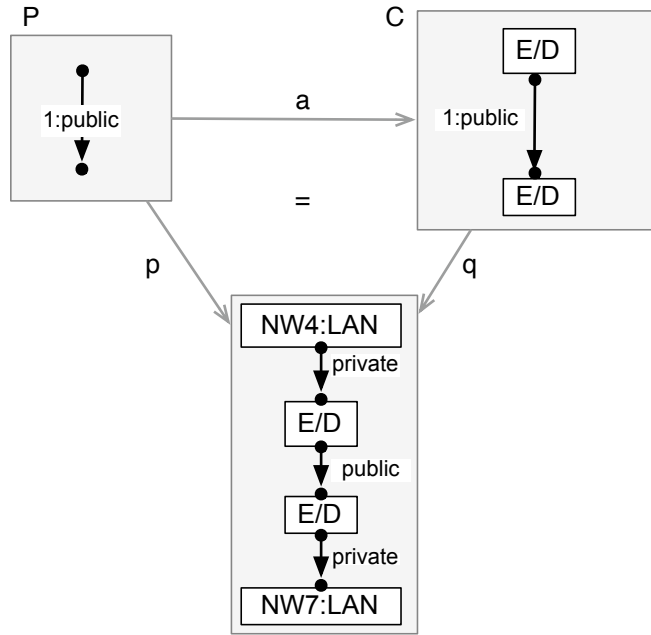 P
C
E/D
1:public
a
1:public
E/D
=
p
q
NW4:LAN
private
E/D
public
E/D
private
NW7:LAN